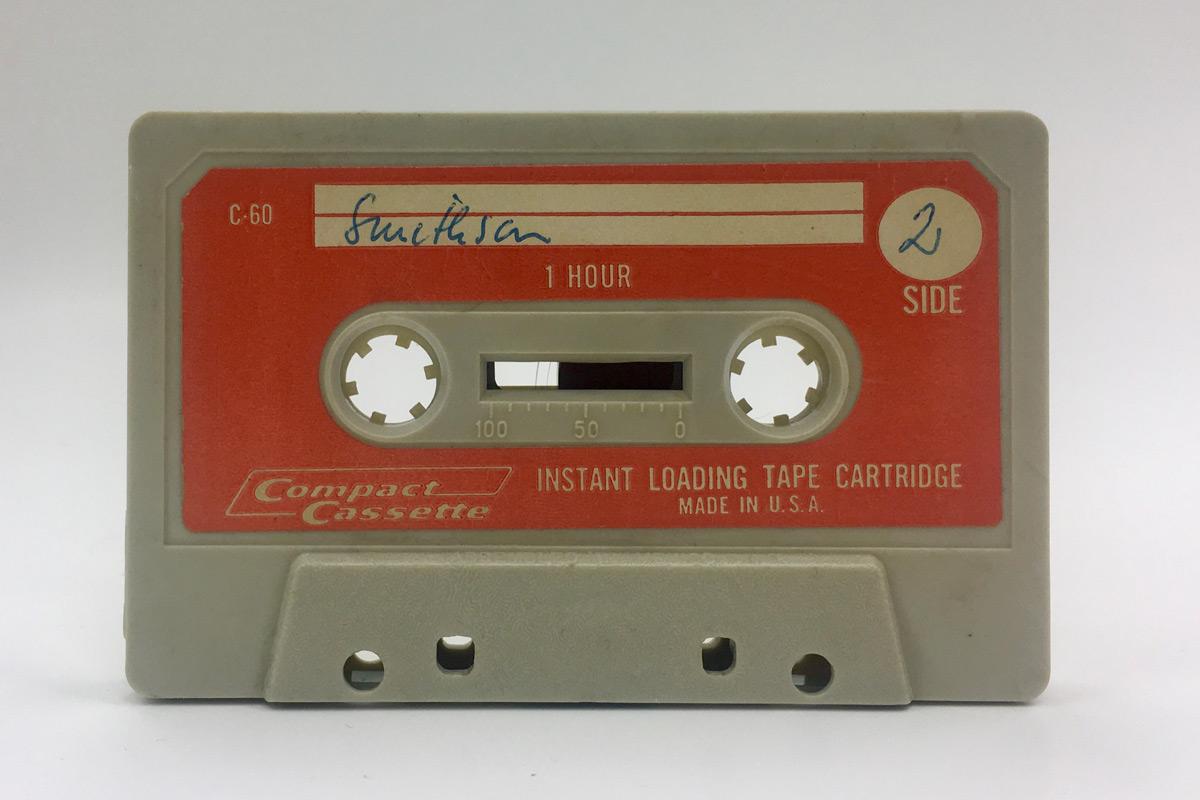 C·60
Smithson
2
1 HOUR
SIDE
100 50 0
Compact
Cassette
INSTANT LOADING TAPE CARTRIDGE
MADE IN U.S.A.